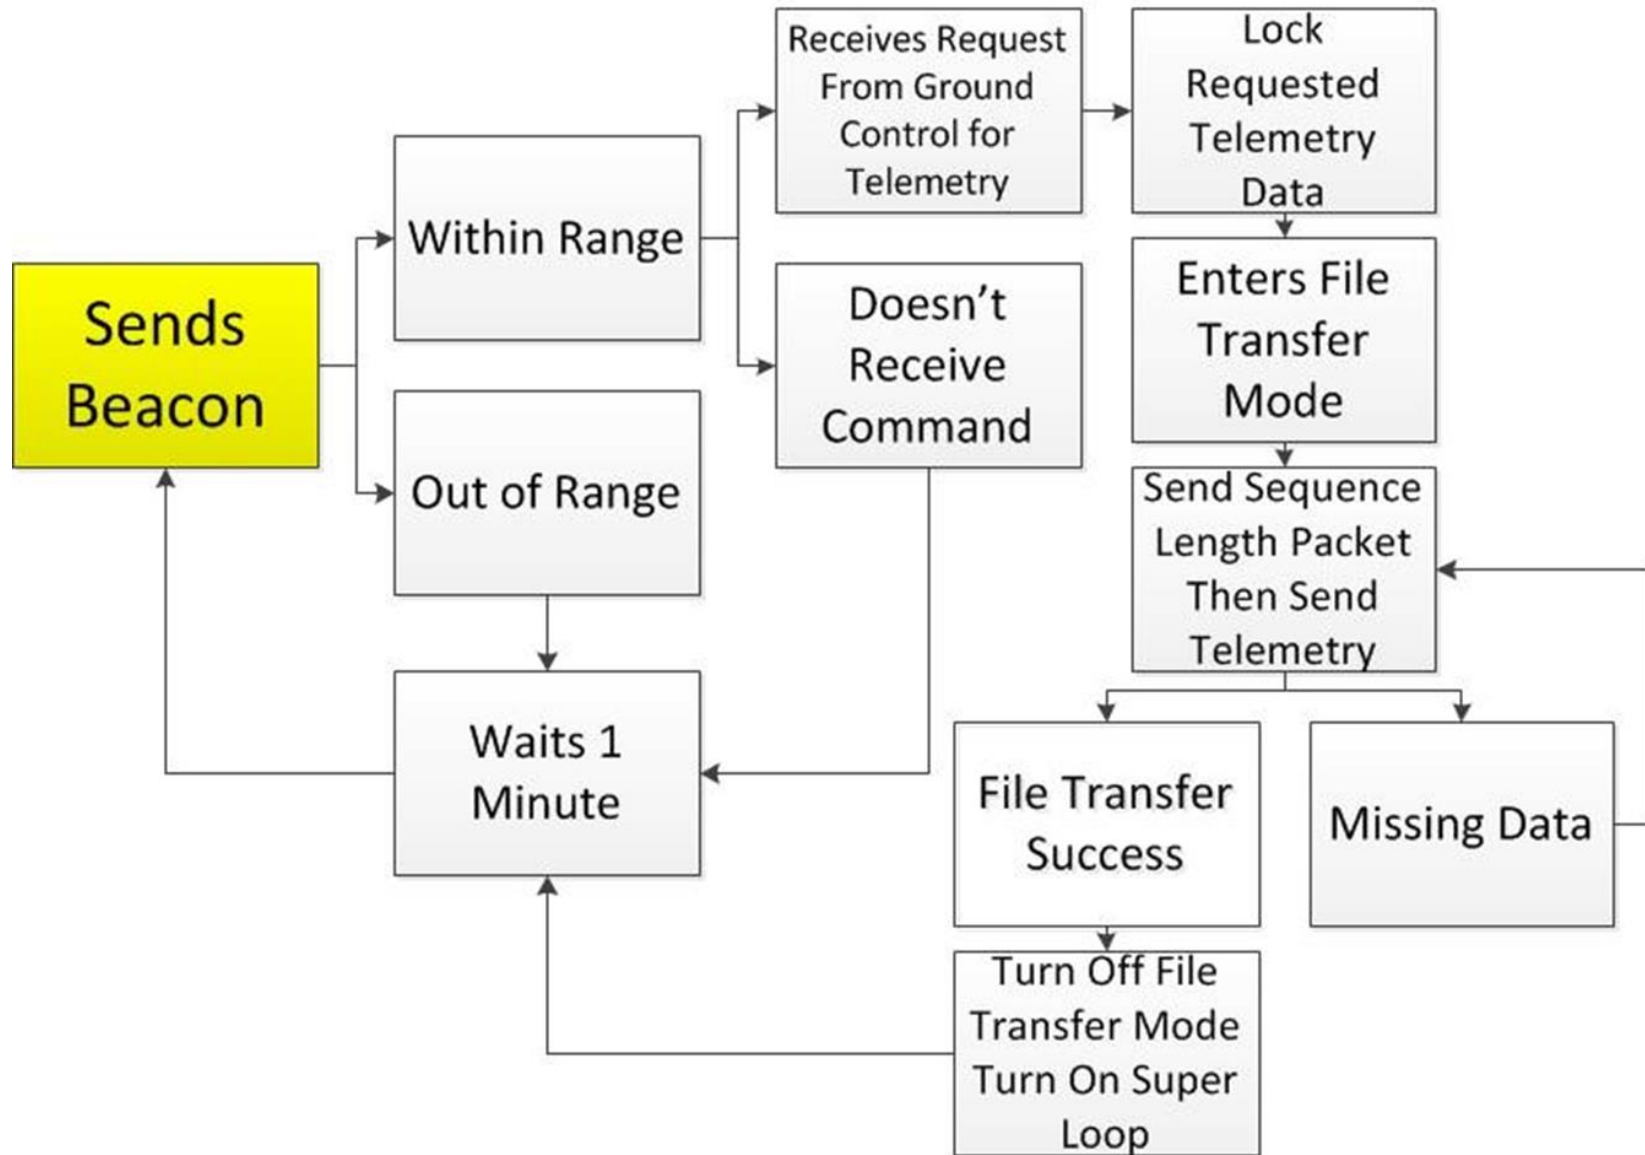 Sends
Beacon
Within Range
Out of Range
Waits 1
Minute
Receives Request
From Ground
Control for
Telemetry
Doesn’t
Receive
Command
Lock
Requested
Telemetry
Data
Enters File
Transfer
Mode
Send Sequence
Length Packet
Then Send
Telemetry
File Transfer
Success
Missing Data
Turn Off File
Transfer Mode
Turn On Super
Loop